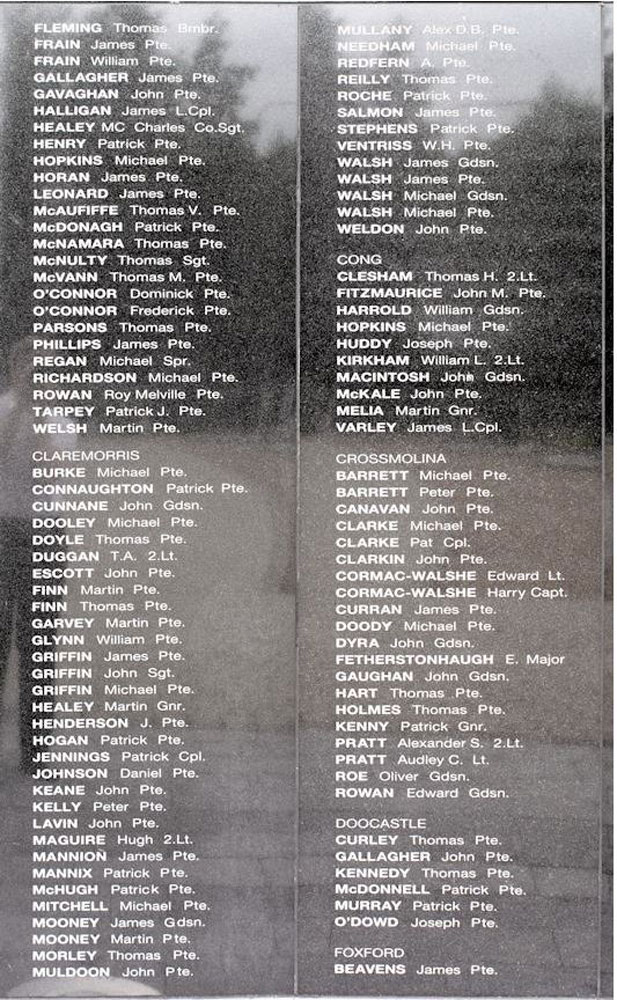 FLEMING Thomas Bmbr.
FRAIN James Pte.
FRAIN William Pte.
GALLAGHER James Pte.
GAVAGHAN John Pte.
HALLIGAN James L.Cpl.
HEALEY MC Charles Co.Sgt.
HENRY Patrick Pte.
HOPKINS Michael Pte.
HORAN James Pte.
LEONARD James Pte.
McAUFIFFE Thomas V. Pte.
McDONAGH Patrick Pte.
McNAMARA Thomas Pte.
McNULTY Thomas Sgt.
McVANN Thomas M. Pte.
O'CONNOR Dominick Pte.
O'CONNOR Frederick Pte.
PARSONS Thomas Pte.
PHILLIPS James Pte.
REGAN Michael Spr.
RICHARDSON Michael Pte.
ROWAN Roy Melville Pte.
TARPEY Patrick J. Pte.
WELSH Martin Pte.
CLAREMORRIS
BURKE Michael Pte.
CONNAUGHTON Patrick Pte.
CUNNANE John Gdsn.
DOOLEY Michael Pte.
DOYLE Thomas Pte.
DUGGAN T.A. 2.Lt.
ESCOTT John Pte.
FINN Martin Pte.
FINN Thomas Pte.
GARVEY Martin Pte.
GLYNN William Pte.
GRIFFIN James Pte.
GRIFFIN John Sgt.
GRIFFIN Michael Pte.
HEALEY Martin Gnr.
HENDERSON J. Pte.
HOGAN Patrick Pte.
JENNINGS Patrick Cpl.
JOHNSON Daniel Pte.
KEANE John Pte.
KELLY Peter Pte.
LAVIN John Pte.
MAGUIRE Hugh 2.Lt.
MANNION James Pte.
MANNIX Patrick Pte.
McHUGH Patrick Pte.
MITCHELL Michael Pte.
MOONEY James Gdsn.
MOONEY Martin Pte.
MORLEY Thomas Pte.
MULDOON John Pte.
MULLANY Alex D.B. Pte.
NEEDHAM Michael Pte.
REDFERN A. Pte.
REILLY Thomas Pte.
ROCHE Patrick Pte.
SALMON James Pte.
STEPHENS Patrick Pte.
VENTRISS W.H. Pte.
WALSH James Gdsn.
WALSH James Pte.
WALSH Michael Gdsn.
WALSH Michael Pte.
WELDON John Pte.
CONG
CLESHAM Thomas H. 2.Lt.
FITZMAURICE John M. Pte.
HARROLD William Gdsn.
HOPKINS Michael Pte.
HUDDY Joseph Pte.
KIRKHAM William L. 2.Lt.
MACINTOSH John Gdsn.
McKALE John Pte.
MELIA Martin Gnr.
VARLEY James L.Cpl.
CROSSMOLINA
BARRETT Michael Pte.
BARRETT Peter Pte.
CANAVAN John Pte.
CLARKE Michael Pte.
CLARKE Pat Cpl.
CLARKIN John Pte.
CORMAC-WALSHE Edward Lt.
CORMAC-WALSHE Harry Capt.
CURRAN James Pte.
DOODY Michael Pte.
DYRA John Gdsn.
FETHERSTONHAUGH E. Major
GAUGHAN John Gdsn.
HART Thomas Pte.
HOLMES Thomas Pte.
KENNY Patrick Gnr.
PRATT Alexander S. 2.Lt.
PRATT Audley C. Lt.
ROE Oliver Gdsn.
ROWAN Edward Gdsn.
DOOCASTLE
CURLEY Thomas Pte.
GALLAGHER John Pte.
KENNEDY Thomas Pte.
McDONNELL Patrick Pte.
MURRAY Patrick Pte.
O'DOWD Joseph Pte.
FOXFORD
BEAVENS James Pte.